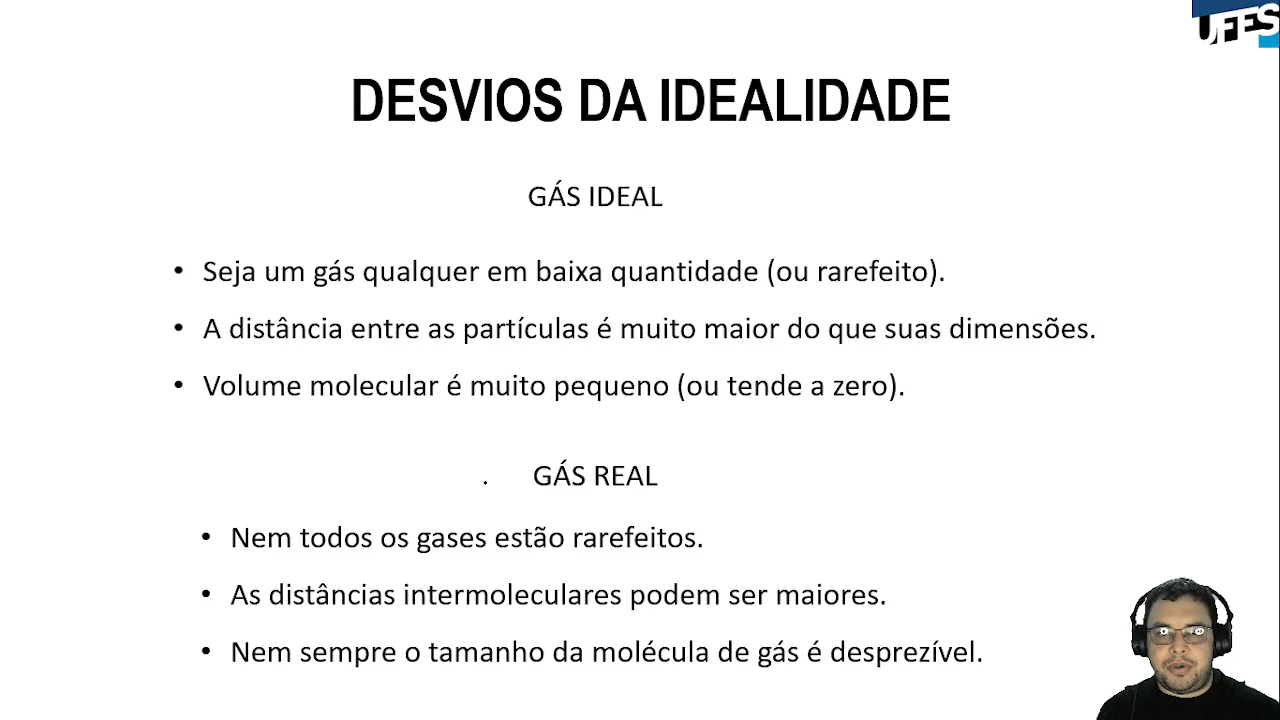 UFES
DESVIOS DA IDEALIDADE
GÁS IDEAL
• Seja um gás qualquer em baixa quantidade (ou rarefeito).
• A distância entre as partículas é muito maior do que suas dimensões.
• Volume molecular é muito pequeno (ou tende a zero).
. GÁS REAL
• Nem todos os gases estão rarefeitos.
• As distâncias intermoleculares podem ser maiores.
• Nem sempre o tamanho da molécula de gás é desprezível.